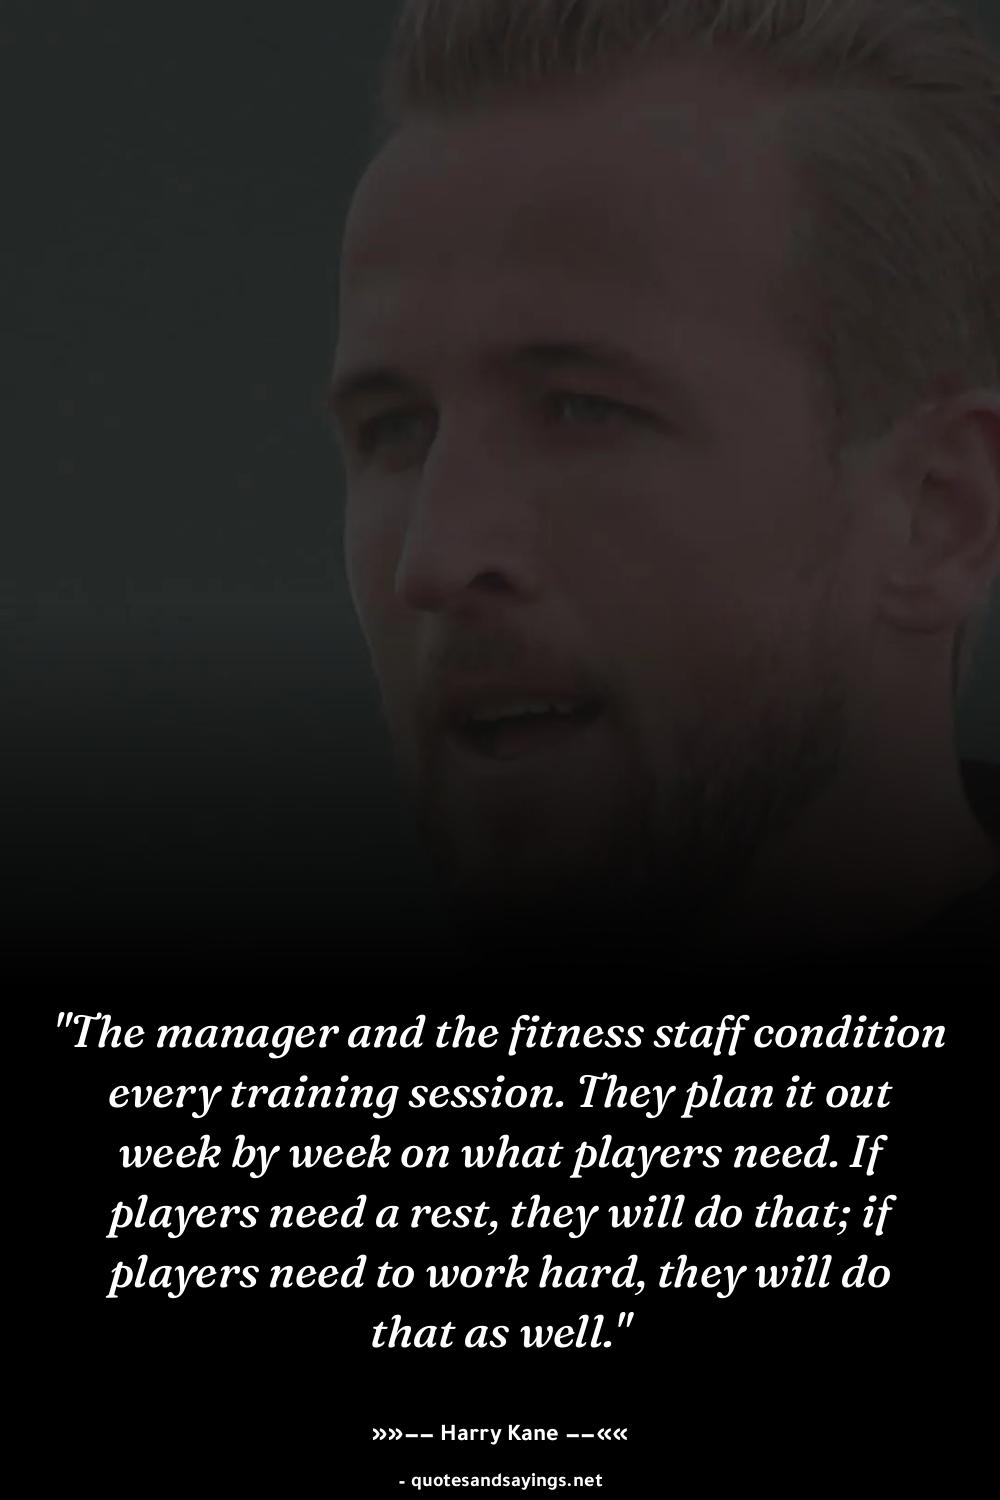 "The manager and the fitness staff condition
every training session. They plan it out
week by week on what players need. If
players need a rest, they will do that; if
players need to work hard, they will do
that as well."
»»−− Harry Kane −−««
- quotesandsayings.net